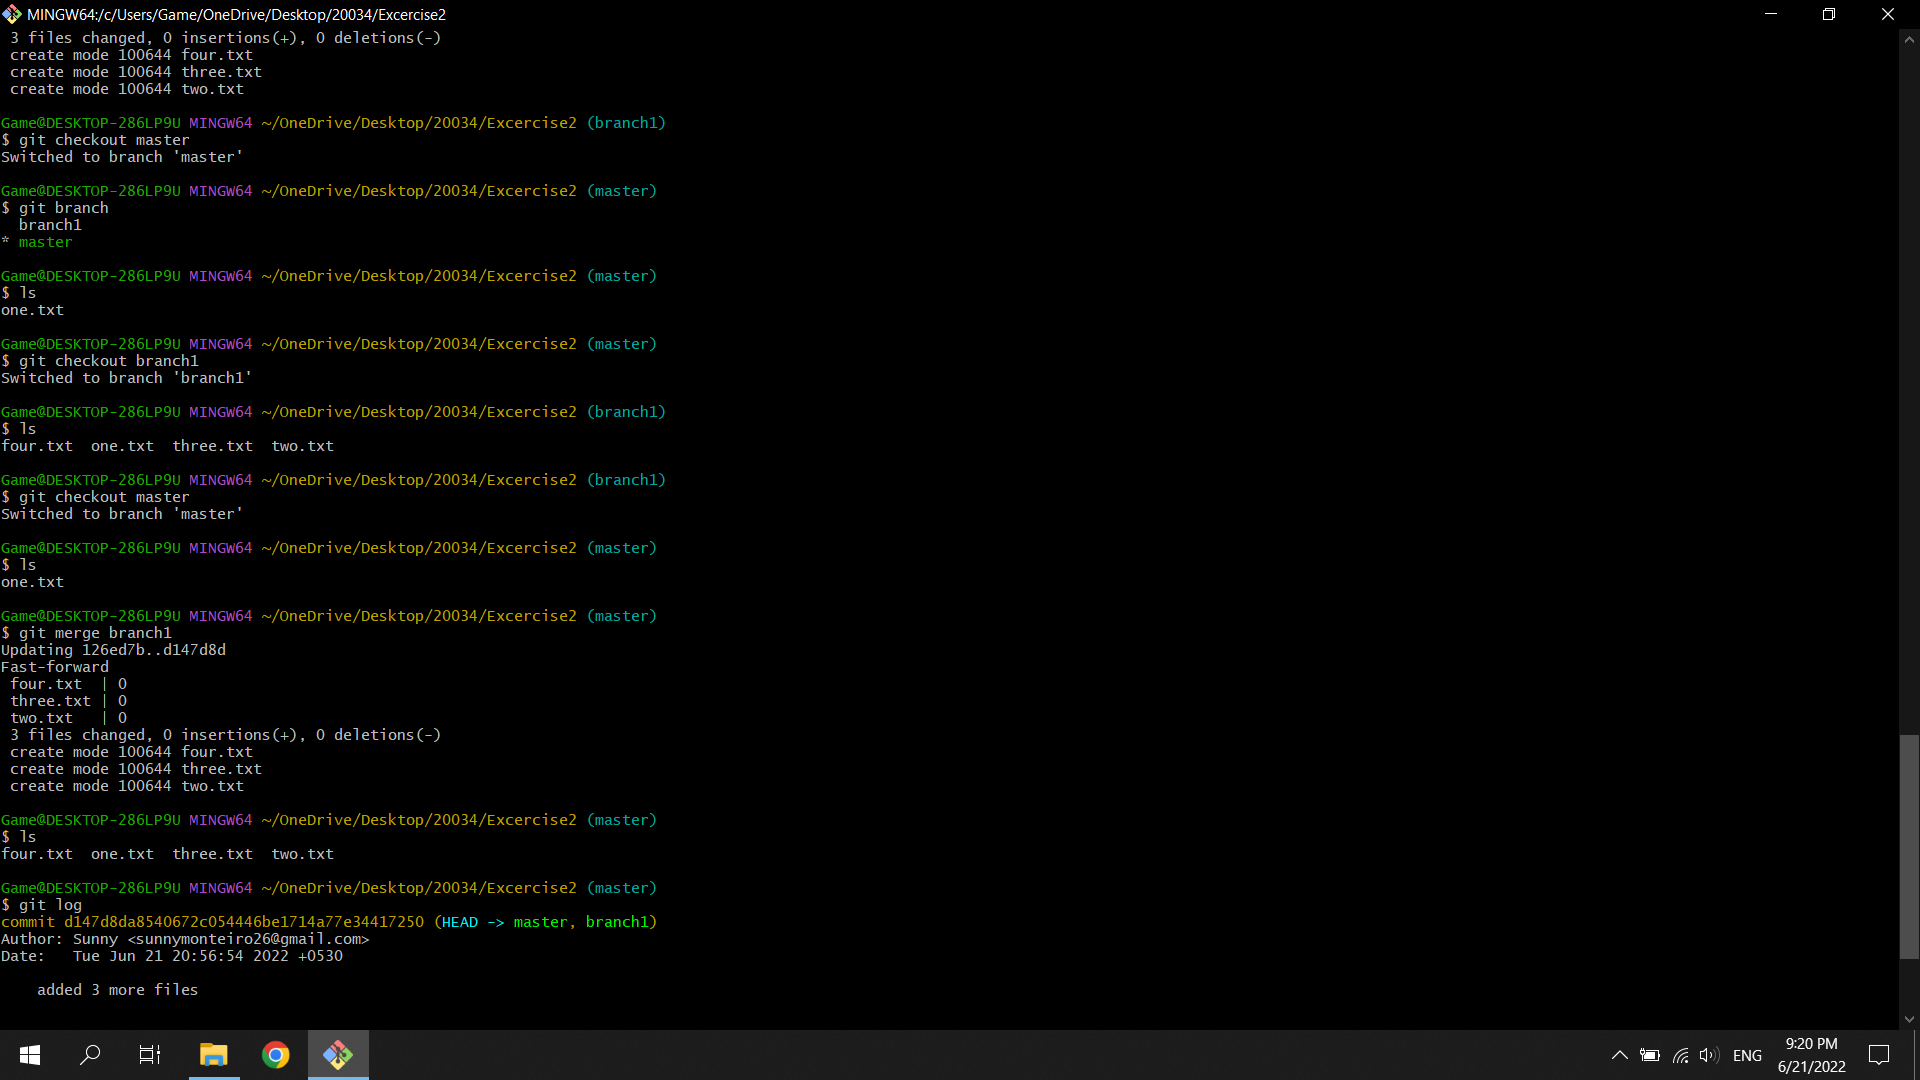 MINGW64:/c/Users/Game/OneDrive/Desktop/20034/Excercise2
 3 files changed, 0 insertions(+), 0 deletions(-)
 create mode 100644 four.txt
 create mode 100644 three.txt
 create mode 100644 two.txt

Game@DESKTOP-286LP9U MINGW64 ~/OneDrive/Desktop/20034/Excercise2 (branch1)
$ git checkout master
Switched to branch 'master'

Game@DESKTOP-286LP9U MINGW64 ~/OneDrive/Desktop/20034/Excercise2 (master)
$ git branch
  branch1
* master

Game@DESKTOP-286LP9U MINGW64 ~/OneDrive/Desktop/20034/Excercise2 (master)
$ ls
one.txt

Game@DESKTOP-286LP9U MINGW64 ~/OneDrive/Desktop/20034/Excercise2 (master)
$ git checkout branch1
Switched to branch 'branch1'

Game@DESKTOP-286LP9U MINGW64 ~/OneDrive/Desktop/20034/Excercise2 (branch1)
$ ls
four.txt  one.txt  three.txt  two.txt

Game@DESKTOP-286LP9U MINGW64 ~/OneDrive/Desktop/20034/Excercise2 (branch1)
$ git checkout master
Switched to branch 'master'

Game@DESKTOP-286LP9U MINGW64 ~/OneDrive/Desktop/20034/Excercise2 (master)
$ ls
one.txt

Game@DESKTOP-286LP9U MINGW64 ~/OneDrive/Desktop/20034/Excercise2 (master)
$ git merge branch1
Updating 126ed7b..d147d8d
Fast-forward
 four.txt  | 0
 three.txt | 0
 two.txt   | 0
 3 files changed, 0 insertions(+), 0 deletions(-)
 create mode 100644 four.txt
 create mode 100644 three.txt
 create mode 100644 two.txt

Game@DESKTOP-286LP9U MINGW64 ~/OneDrive/Desktop/20034/Excercise2 (master)
$ ls
four.txt  one.txt  three.txt  two.txt

Game@DESKTOP-286LP9U MINGW64 ~/OneDrive/Desktop/20034/Excercise2 (master)
$ git log
commit d147d8da8540672c054446be1714a77e34417250 (HEAD -> master, branch1)
Author: Sunny <sunnymonteiro26@gmail.com>
Date:   Tue Jun 21 20:56:54 2022 +0530

    added 3 more files
ENG
9:20 PM
6/21/2022